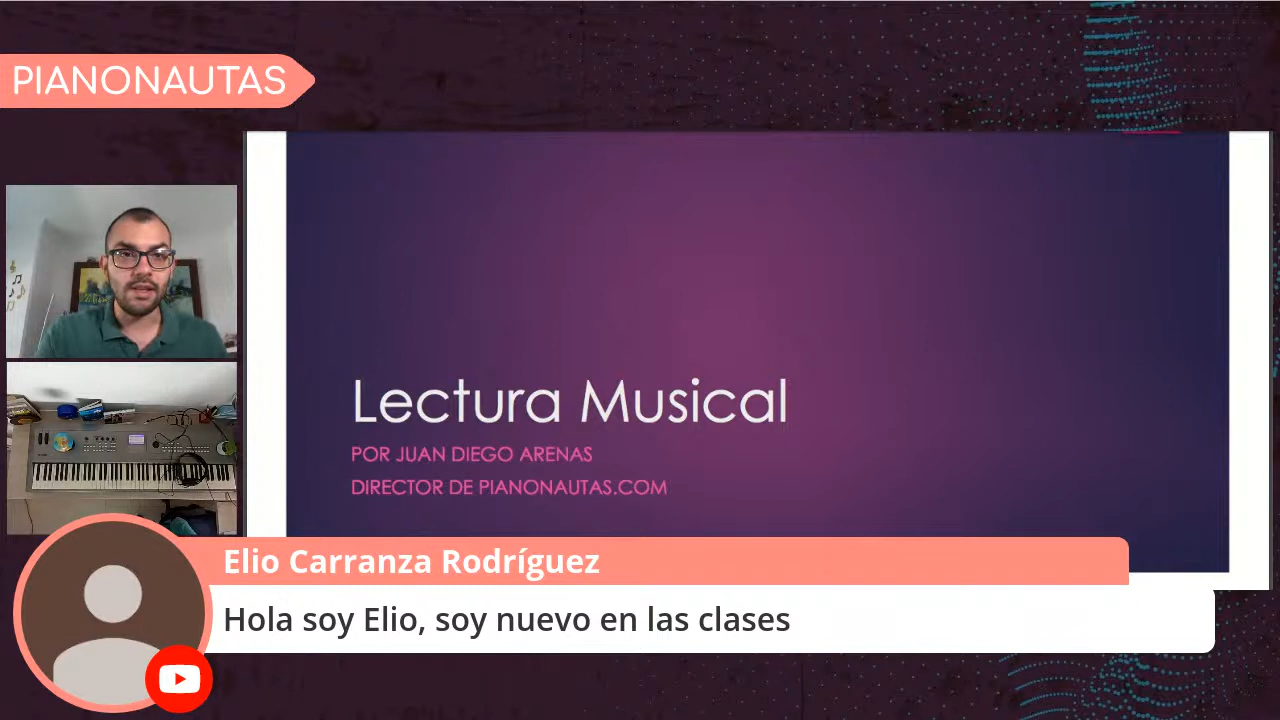 PIANONAUTAS
Lectura Musical
POR JUAN DIEGO ARENAS
DIRECTOR DE PIANONAUTAS.COM
Elio Carranza Rodríguez
Hola soy Elio, soy nuevo en las clases